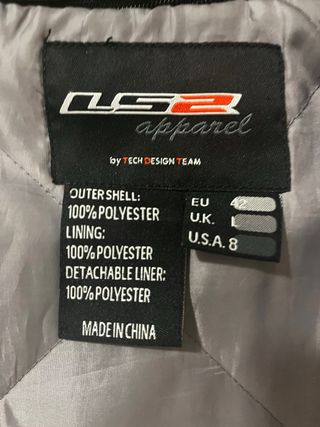 LS2
apparel
by TECH DESIGN TEAM
OUTER SHELL:
100% POLYESTER
LINING:
100% POLYESTER
DETACHABLE LINER:
100% POLYESTER
MADE IN CHINA
EU 42
U.K.
U.S.A. 8